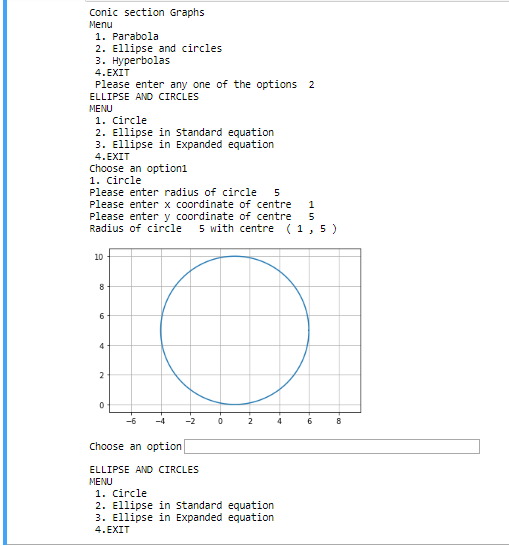 Conic section Graphs
Menu
1. Parabola
2. Ellipse and circles
3. Hyperbolas
4.EXIT
Please enter any one of the options 2
ELLIPSE AND CIRCLES
MENU
1. Circle
2. Ellipse in Standard equation
3. Ellipse in Expanded equation
4.EXIT
Choose an option1
1. Circle
Please enter radius of circle 5
Please enter x coordinate of centre 1
Please enter y coordinate of centre 5
Radius of circle 5 with centre ( 1 , 5 )
10
8
6
4
2
0
−6 −4 −2 0 2 4 6 8
Choose an option
ELLIPSE AND CIRCLES
MENU
1. Circle
2. Ellipse in Standard equation
3. Ellipse in Expanded equation
4.EXIT